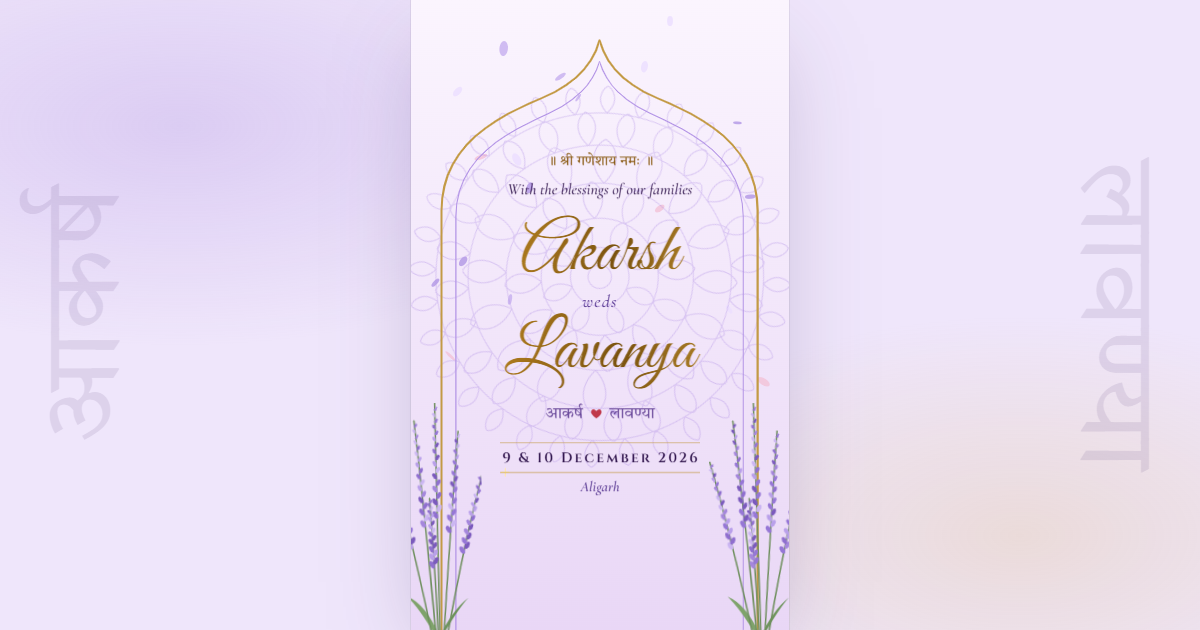 ॥ श्री गणेशाय नमः ॥
With the blessings of our families
Akarsh
weds
Lavanya
आकर्ष ♥ लावण्या
9 & 10 December 2026
Aligarh
आकर्ष
लावण्या